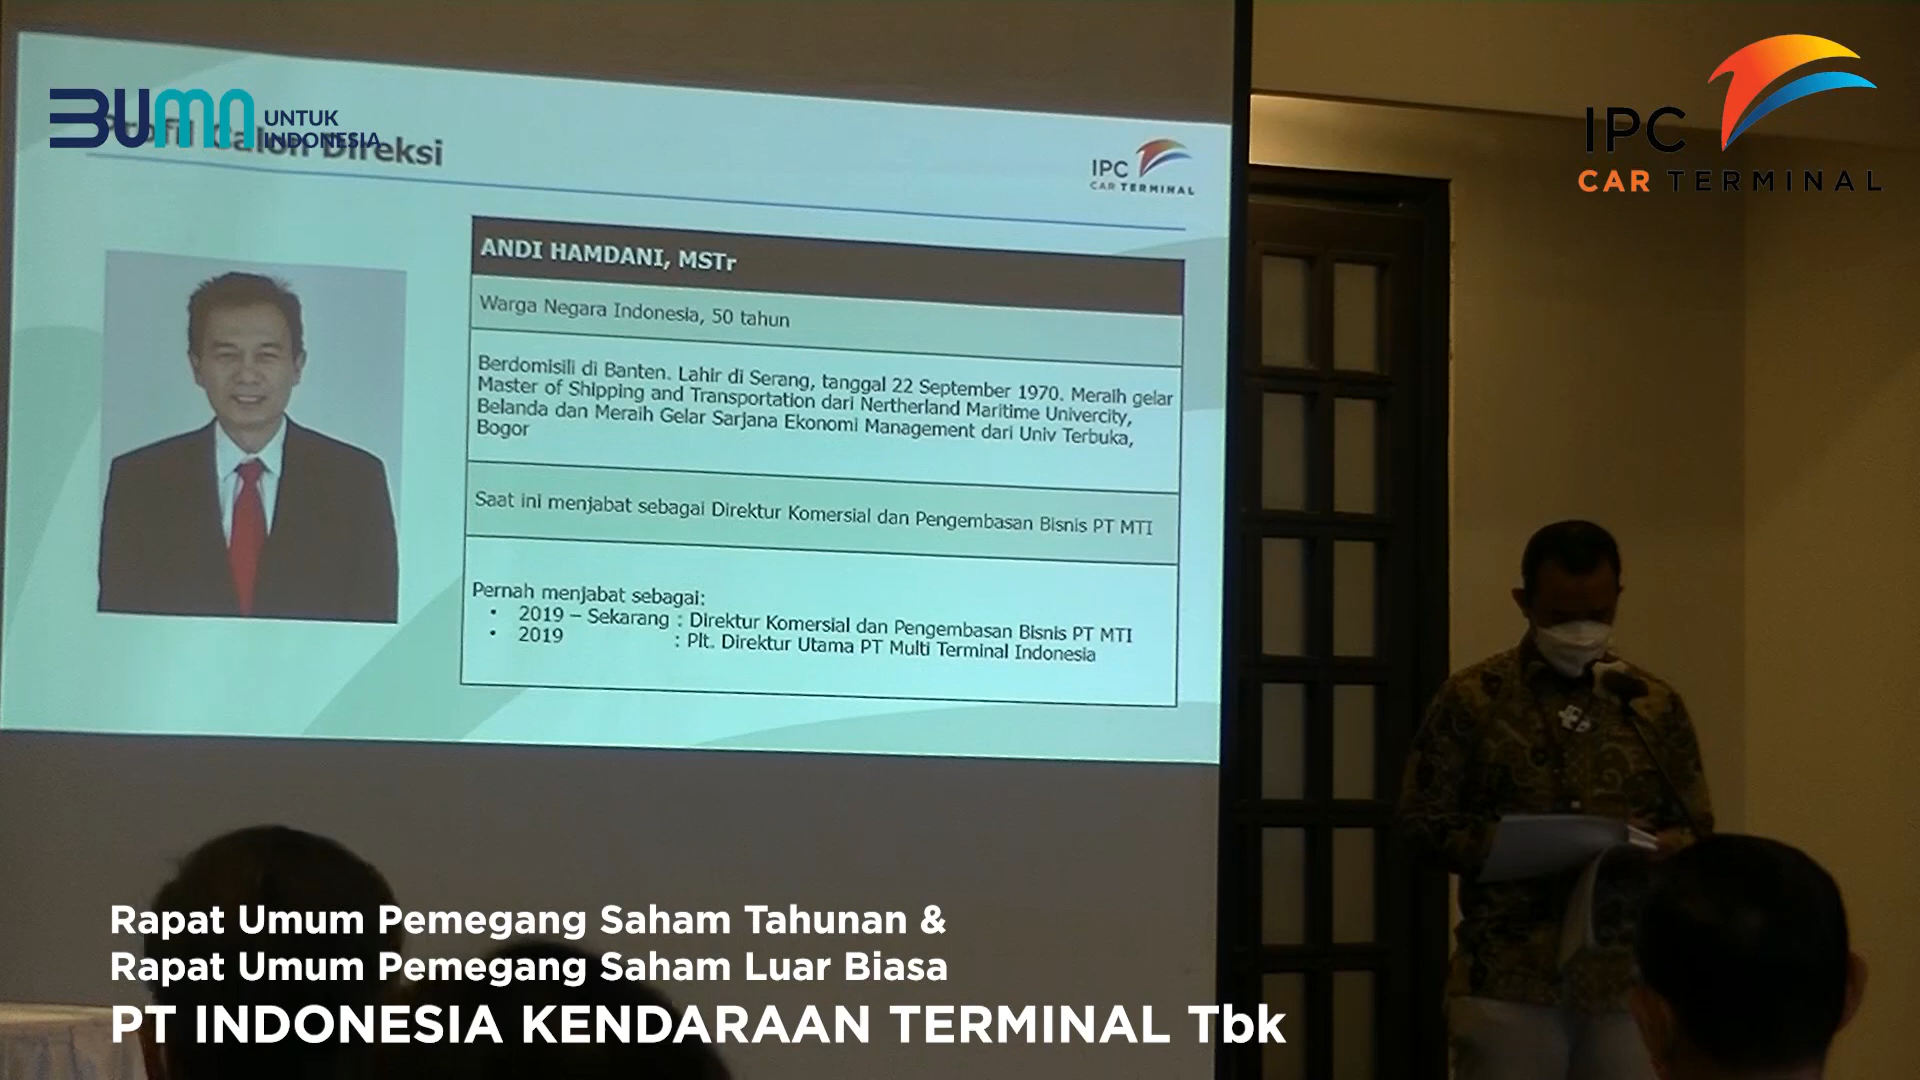 BUMN UNTUK
INDONESIA
Profil Calon Direksi
IPC
CAR TERMINAL
IPC
CAR TERMINAL
ANDI HAMDANI, MSTr
Warga Negara Indonesia, 50 tahun
Berdomisili di Banten. Lahir di Serang, tanggal 22 September 1970. Meraih gelar
Master of Shipping and Transportation dari Nertherland Maritime Univercity,
Belanda dan Meraih Gelar Sarjana Ekonomi Management dari Univ Terbuka,
Bogor
Saat ini menjabat sebagai Direktur Komersial dan Pengembasan Bisnis PT MTI
Pernah menjabat sebagai:
• 2019 – Sekarang : Direktur Komersial dan Pengembasan Bisnis PT MTI
• 2019 : Plt. Direktur Utama PT Multi Terminal Indonesia
Rapat Umum Pemegang Saham Tahunan &
Rapat Umum Pemegang Saham Luar Biasa
PT INDONESIA KENDARAAN TERMINAL Tbk